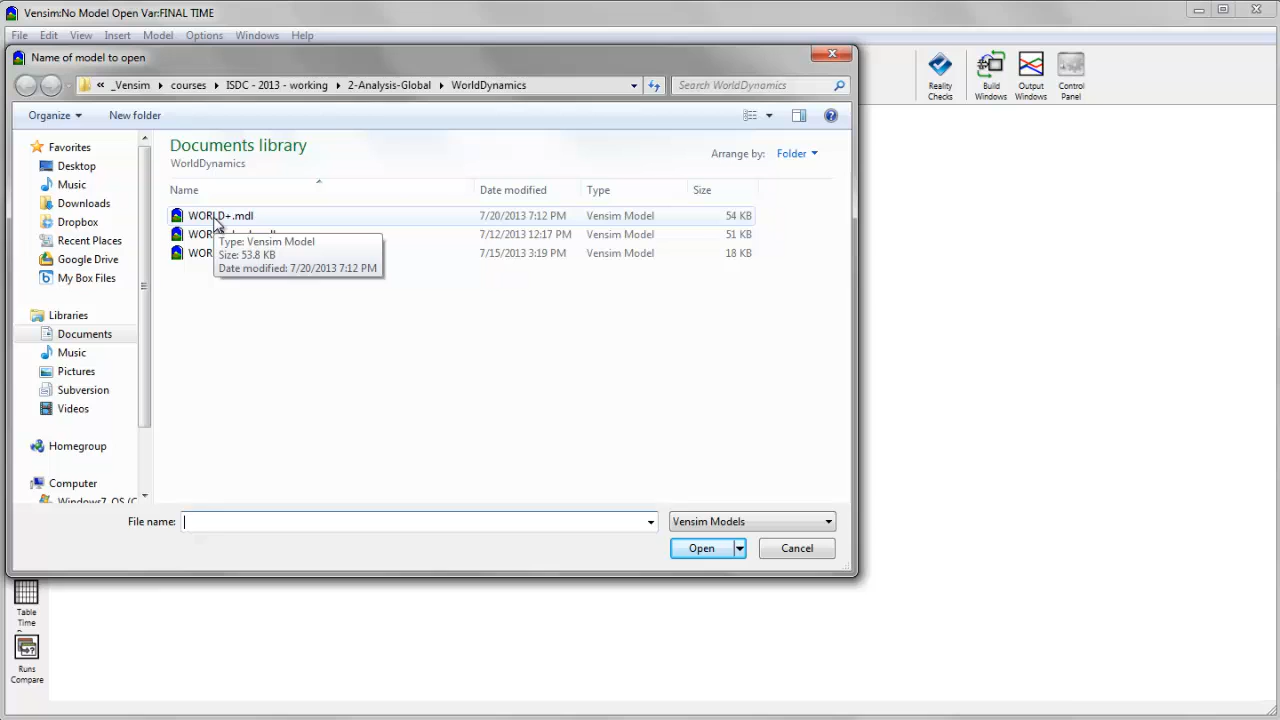 Vensim:No Model Open Var:FINAL TIME
File Edit View Insert Model Options Windows Help
Name of model to open
« _Vensim courses ISDC - 2013 - working 2-Analysis-Global WorldDynamics Search WorldDynamics
Reality Checks
Build Windows
Output Windows
Control Panel
Organize New folder
Favorites
Desktop
Music
Downloads
Dropbox
Recent Places
Google Drive
My Box Files
Libraries
Documents
Music
Pictures
Subversion
Videos
Homegroup
Computer
Documents library
WorldDynamics
Arrange by: Folder
Name Date modified Type Size
WORLD+.mdl 7/20/2013 7:12 PM Vensim Model 54 KB
7/12/2013 12:17 PM Vensim Model 51 KB
7/15/2013 3:19 PM Vensim Model 18 KB
Type: Vensim Model
Size: 53.8 KB
Date modified: 7/20/2013 7:12 PM
File name: Vensim Models
Open Cancel
Table
Time
Runs
Compare